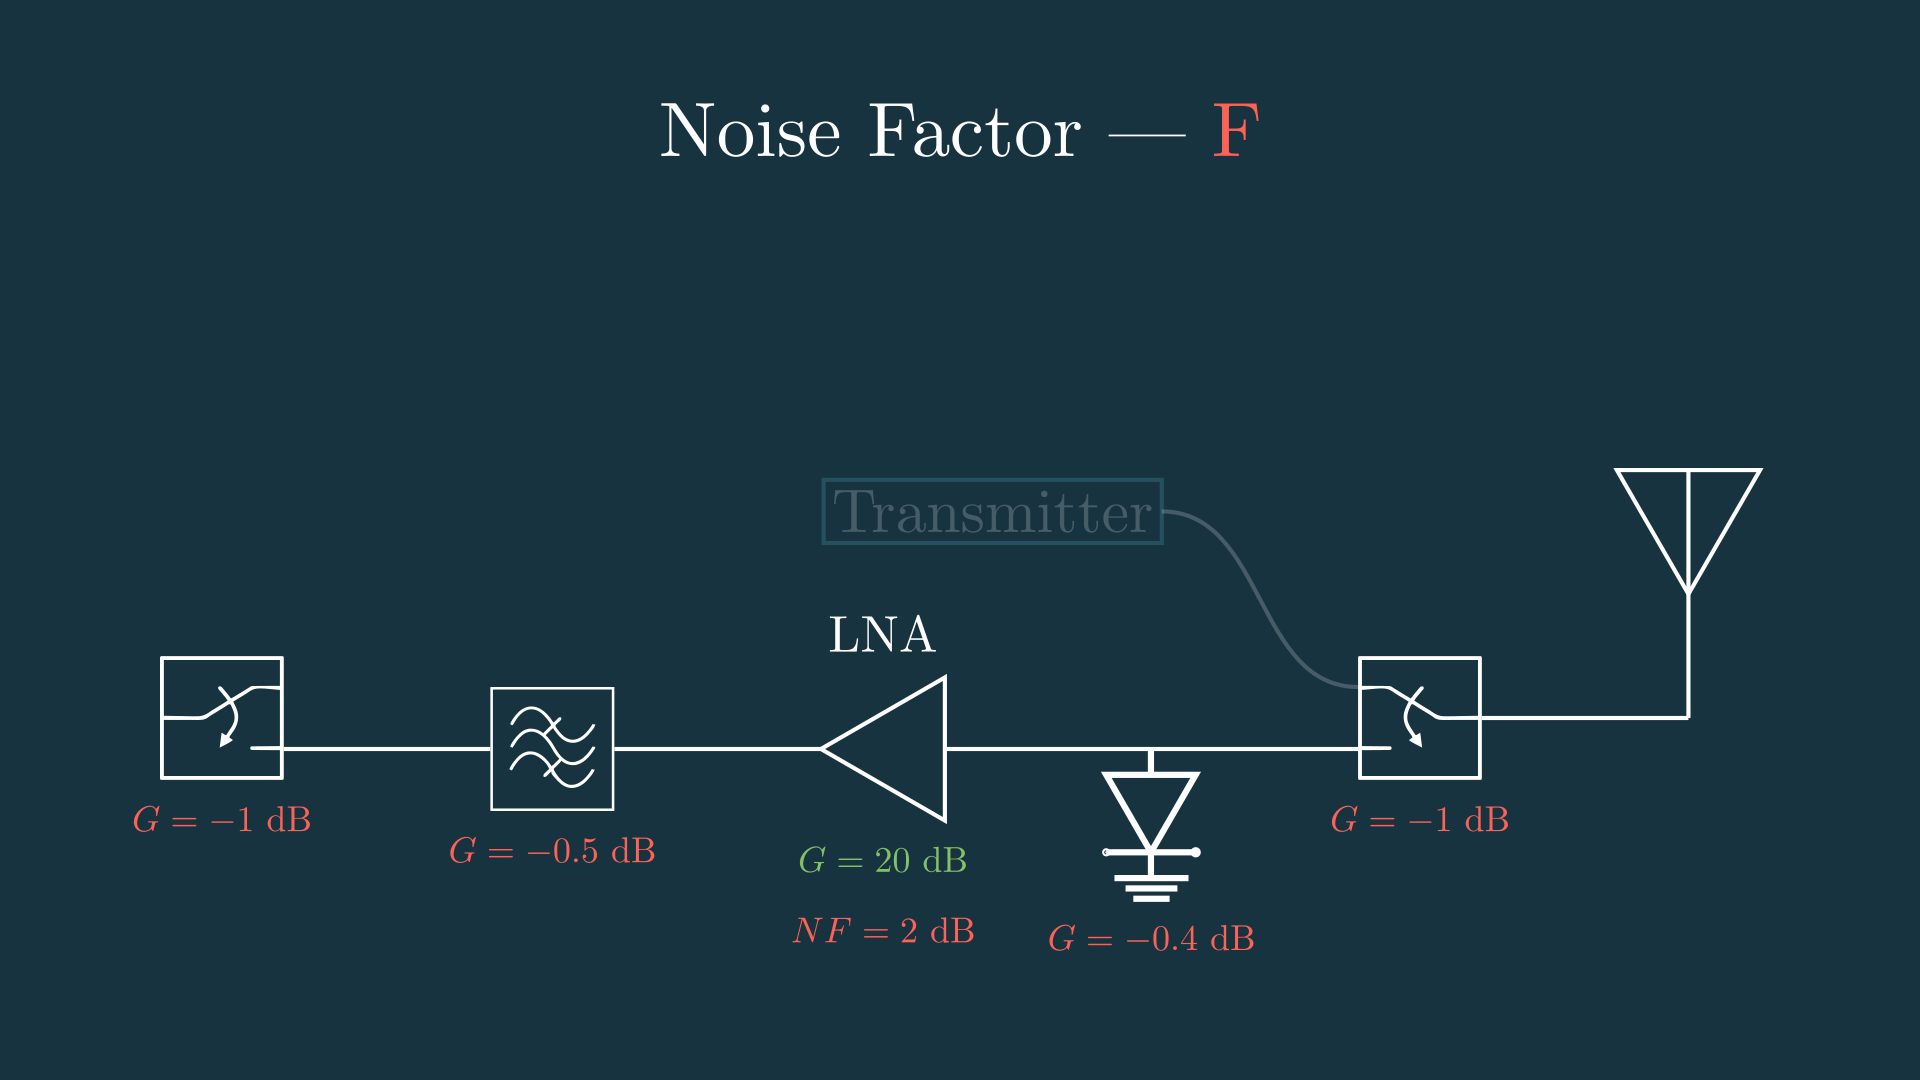 Noise Factor — F
Transmitter
LNA
G = −1 dB
G = −0.5 dB
G = 20 dB
NF = 2 dB
G = −0.4 dB
G = −1 dB